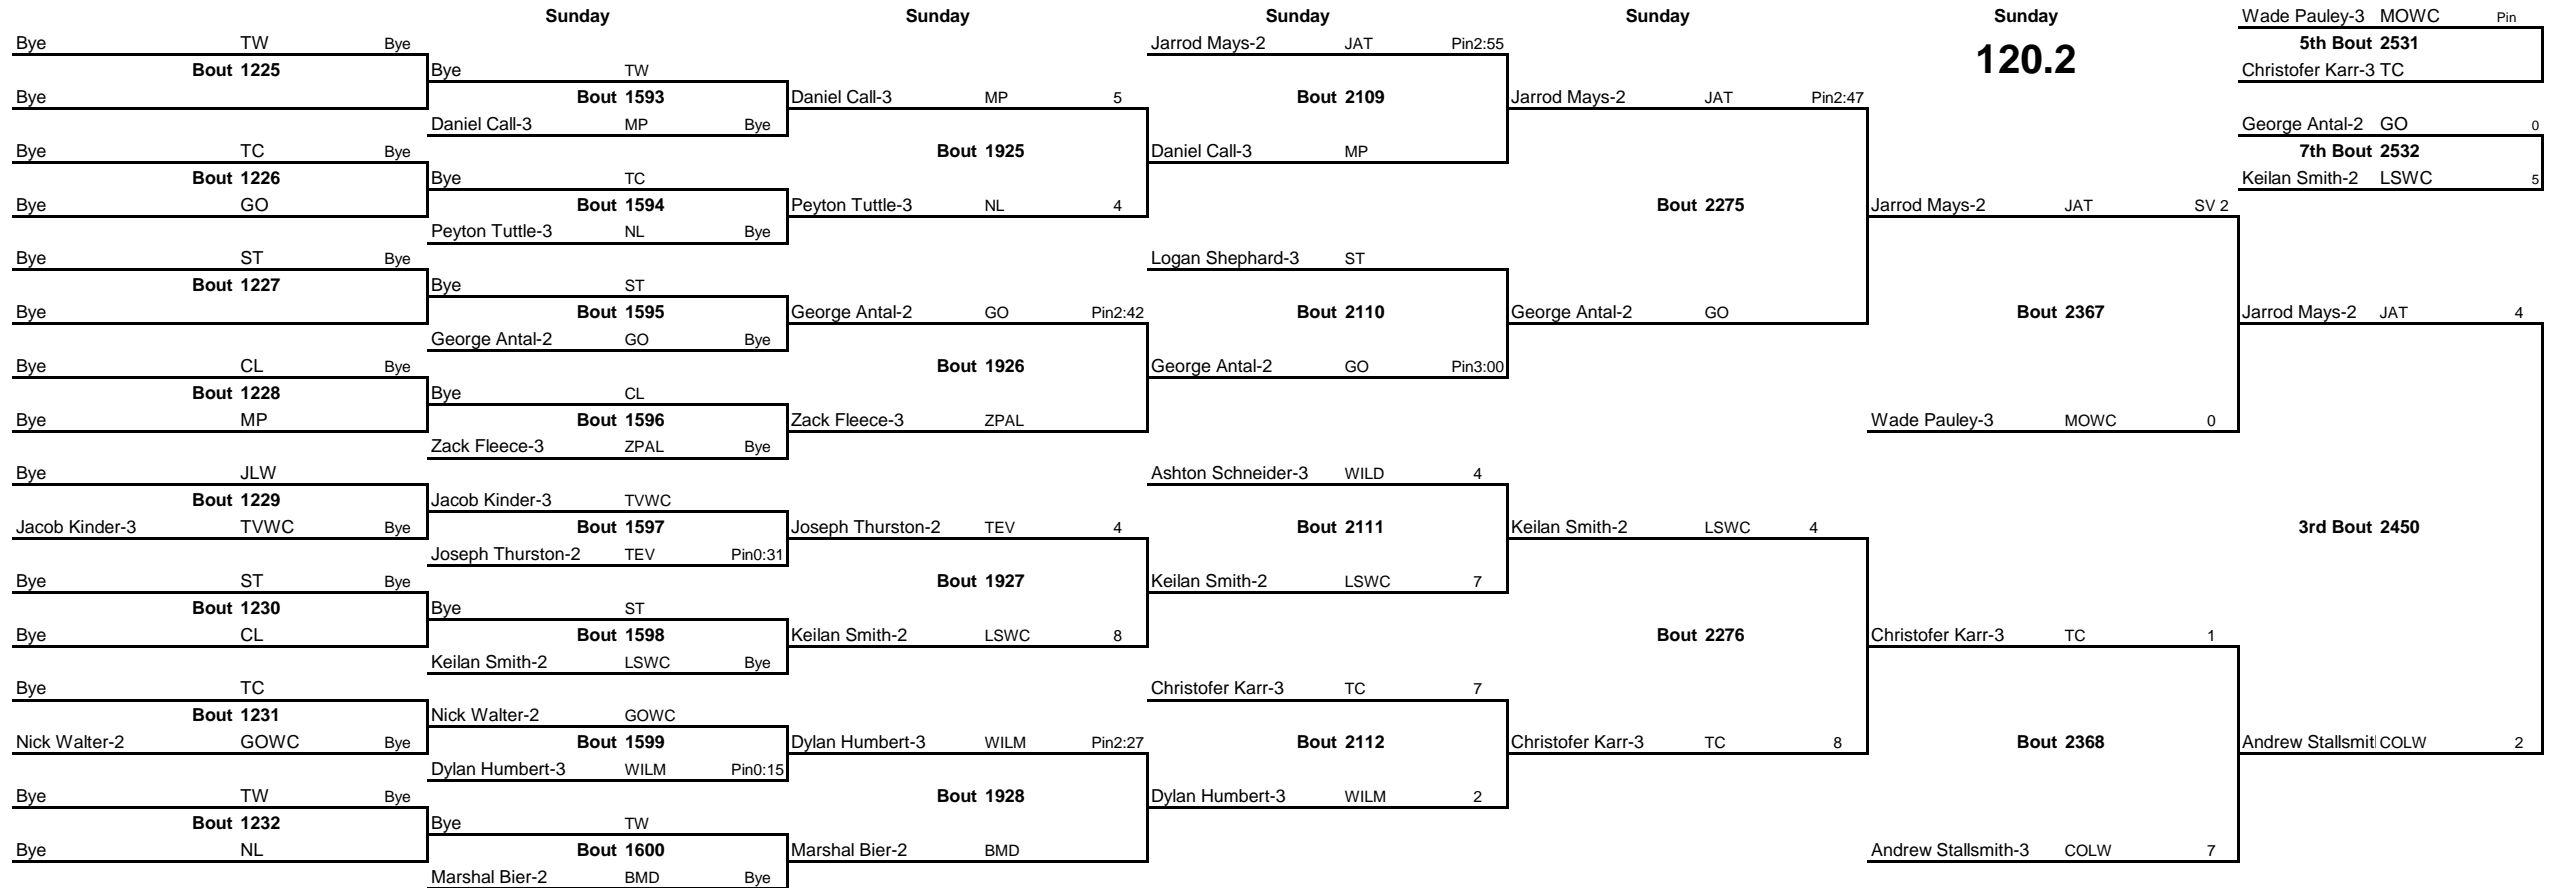 Sunday Sunday Sunday Sunday Sunday
120.2
Bye TW Bye
Bout 1225
Bye
Bye TC Bye
Bout 1226
Bye GO
Bye ST Bye
Bout 1227
Bye
Bye CL Bye
Bout 1228
Bye MP
Bye JLW
Bout 1229
Jacob Kinder-3 TVWC Bye
Bye ST Bye
Bout 1230
Bye CL
Bye TC
Bout 1231
Nick Walter-2 GOWC Bye
Bye TW Bye
Bout 1232
Bye NL
Bye TW
Bout 1593
Daniel Call-3 MP Bye
Bye TC
Bout 1594
Peyton Tuttle-3 NL Bye
Bye ST
Bout 1595
George Antal-2 GO Bye
Bye CL
Bout 1596
Zack Fleece-3 ZPAL Bye
Jacob Kinder-3 TVWC
Bout 1597
Joseph Thurston-2 TEV Pin0:31
Bye ST
Bout 1598
Keilan Smith-2 LSWC Bye
Nick Walter-2 GOWC
Bout 1599
Dylan Humbert-3 WILM Pin0:15
Bye TW
Bout 1600
Marshal Bier-2 BMD Bye
Daniel Call-3 MP 5
Bout 1925
Peyton Tuttle-3 NL 4
George Antal-2 GO Pin2:42
Bout 1926
Zack Fleece-3 ZPAL
Joseph Thurston-2 TEV 4
Bout 1927
Keilan Smith-2 LSWC 8
Dylan Humbert-3 WILM Pin2:27
Bout 1928
Marshal Bier-2 BMD
Jarrod Mays-2 JAT Pin2:55
Bout 2109
Daniel Call-3 MP
Logan Shephard-3 ST
Bout 2110
George Antal-2 GO Pin3:00
Ashton Schneider-3 WILD 4
Bout 2111
Keilan Smith-2 LSWC 7
Christofer Karr-3 TC 7
Bout 2112
Dylan Humbert-3 WILM 2
Jarrod Mays-2 JAT Pin2:47
Bout 2275
George Antal-2 GO
Keilan Smith-2 LSWC 4
Bout 2276
Christofer Karr-3 TC 8
Jarrod Mays-2 JAT SV 2
Bout 2367
Wade Pauley-3 MOWC 0
Christofer Karr-3 TC 1
Bout 2368
Andrew Stallsmith-3 COLW 7
Wade Pauley-3 MOWC Pin
5th Bout 2531
Christofer Karr-3 TC
George Antal-2 GO 0
7th Bout 2532
Keilan Smith-2 LSWC 5
Jarrod Mays-2 JAT 4
3rd Bout 2450
Andrew Stallsmit COLW 2